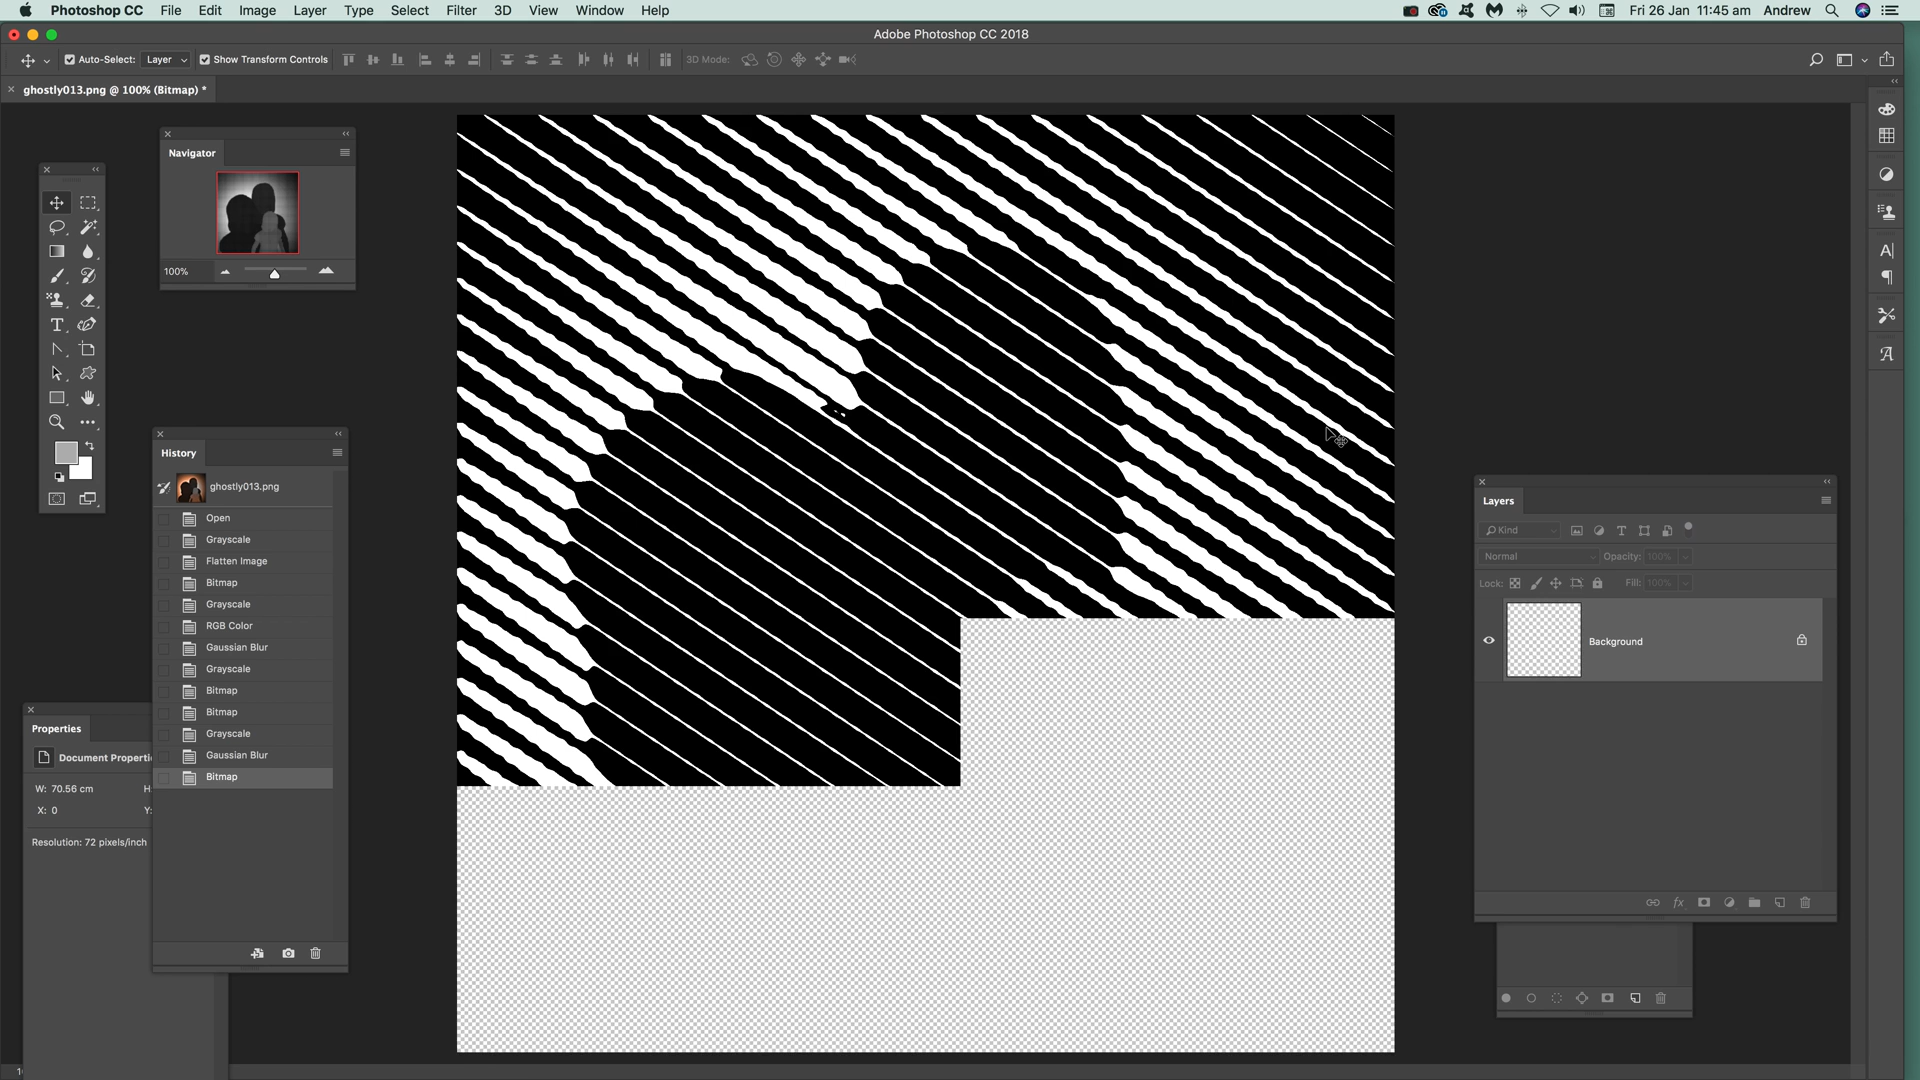 Photoshop CC File Edit Image Layer Type Select Filter 3D View Window Help Fri 26 Jan 11:45 am Andrew
Adobe Photoshop CC 2018
Auto-Select: Layer Show Transform Controls 3D Mode:
ghostly013.png @ 100% (Bitmap) *
Navigator
100%
History
ghostly013.png
Open
Grayscale
Flatten Image
Bitmap
Grayscale
RGB Color
Gaussian Blur
Grayscale
Bitmap
Bitmap
Grayscale
Gaussian Blur
Bitmap
Properties
Document Properti
W: 70.56 cm H:
X: 0 Y:
Resolution: 72 pixels/inch
Layers
Kind
Normal Opacity: 100%
Lock: Fill: 100%
Background